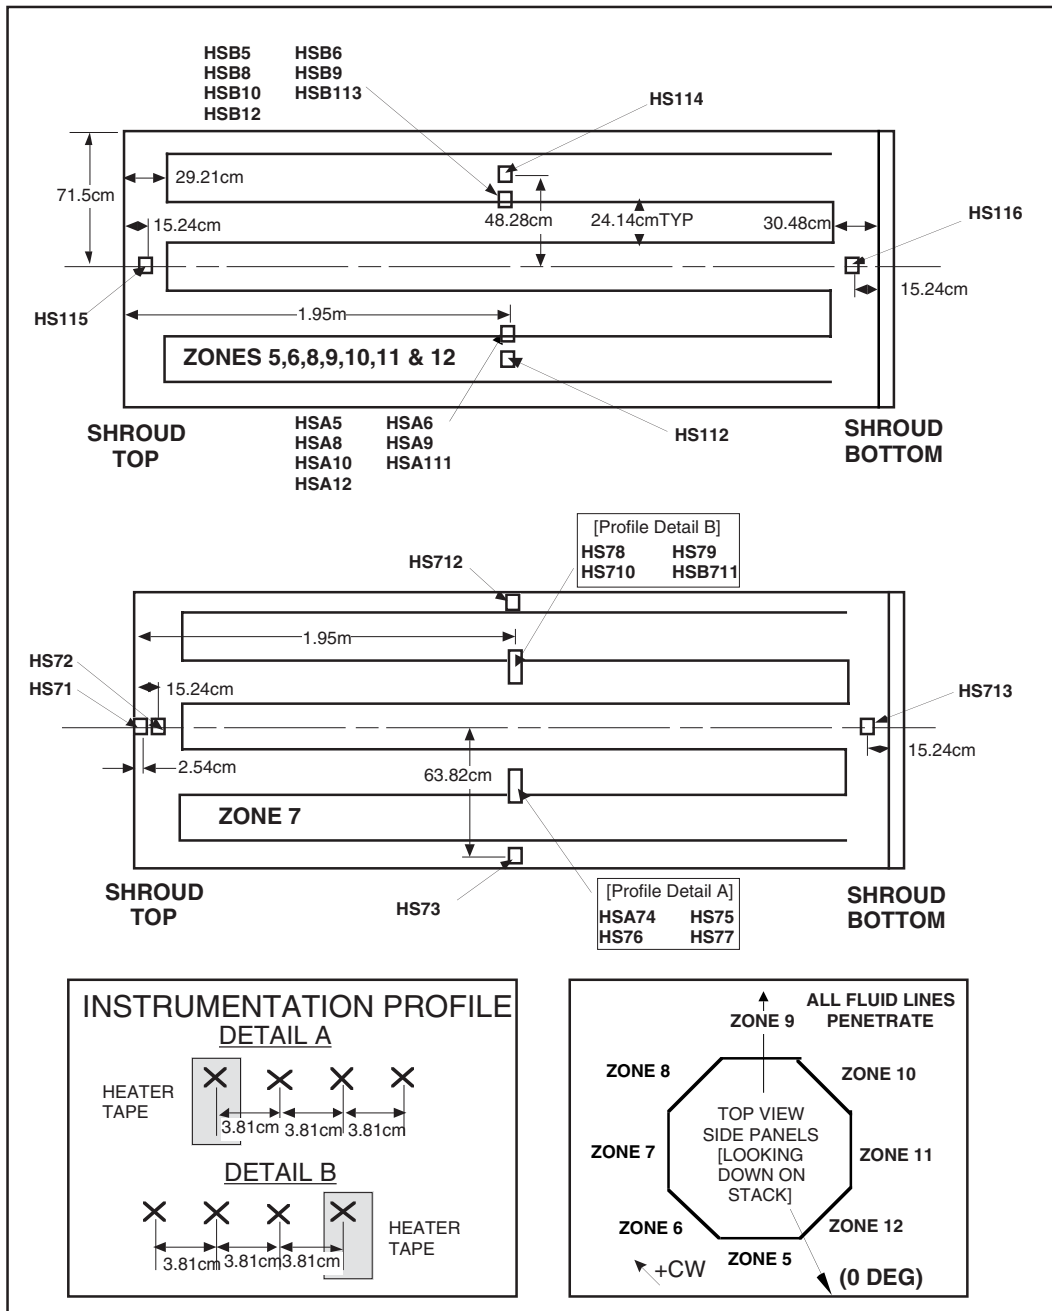 HSB5 HSB6
HSB8 HSB9
HSB10 HSB113
HSB12
HS114
29.21cm
71.5cm
15.24cm
48.28cm
24.14cmTYP
30.48cm
HS116
15.24cm
HS115
1.95m
ZONES 5,6,8,9,10,11 & 12
HSA5 HSA6
HSA8 HSA9
HSA10 HSA111
HSA12
HS112
SHROUD
TOP
SHROUD
BOTTOM
[Profile Detail B]
HS78 HS79
HS710 HSB711
HS712
1.95m
HS72
HS71
15.24cm
HS713
15.24cm
2.54cm
63.82cm
ZONE 7
SHROUD
TOP
HS73
[Profile Detail A]
HSA74 HS75
HS76 HS77
SHROUD
BOTTOM
INSTRUMENTATION PROFILE
DETAIL A
HEATER
TAPE
3.81cm 3.81cm 3.81cm
DETAIL B
HEATER
TAPE
3.81cm 3.81cm 3.81cm
ALL FLUID LINES
PENETRATE
ZONE 9
ZONE 8
ZONE 10
TOP VIEW
SIDE PANELS
[LOOKING
DOWN ON
STACK]
ZONE 7
ZONE 11
ZONE 6
ZONE 12
ZONE 5
+CW
(0 DEG)